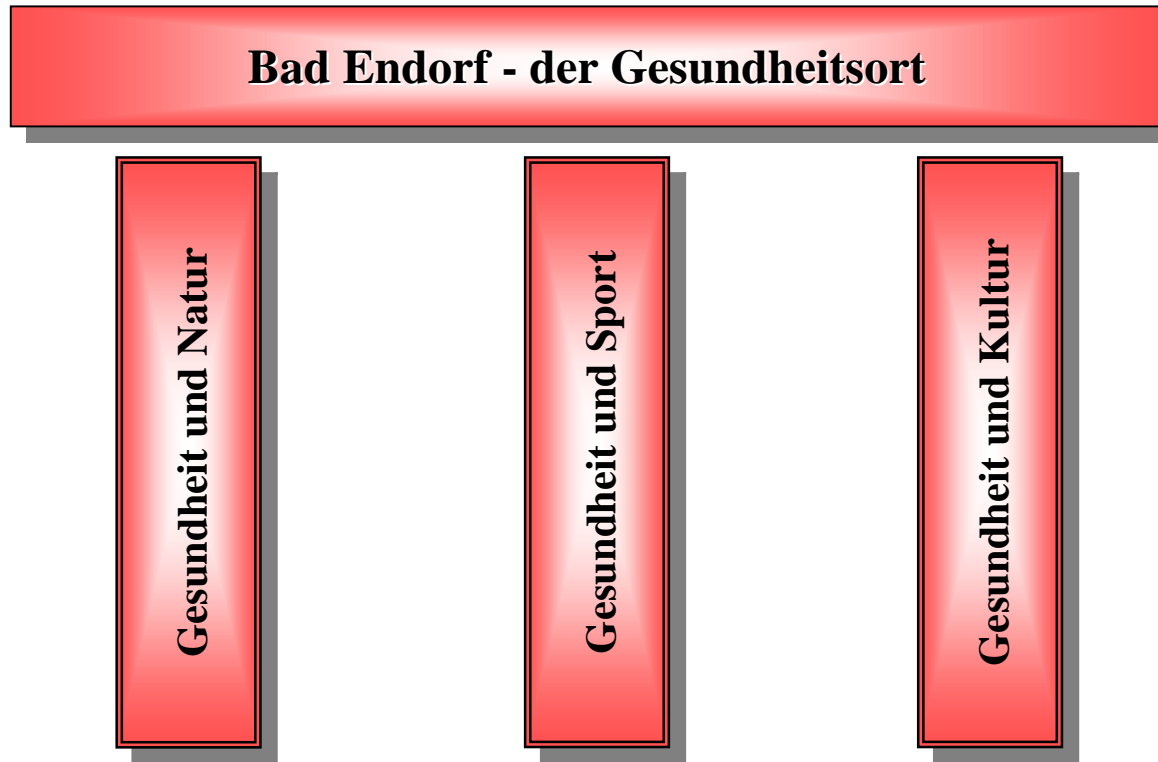 Bad Endorf - der Gesundheitsort
Gesundheit und Natur
Gesundheit und Sport
Gesundheit und Kultur